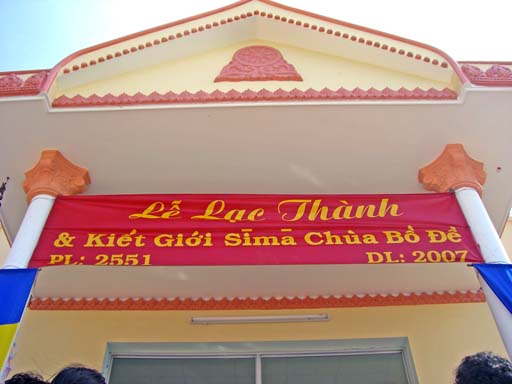 Lễ Lạc Thành
& Kiết Giới Sīmā Chùa Bồ Đề
PL: 2551 DL: 2007